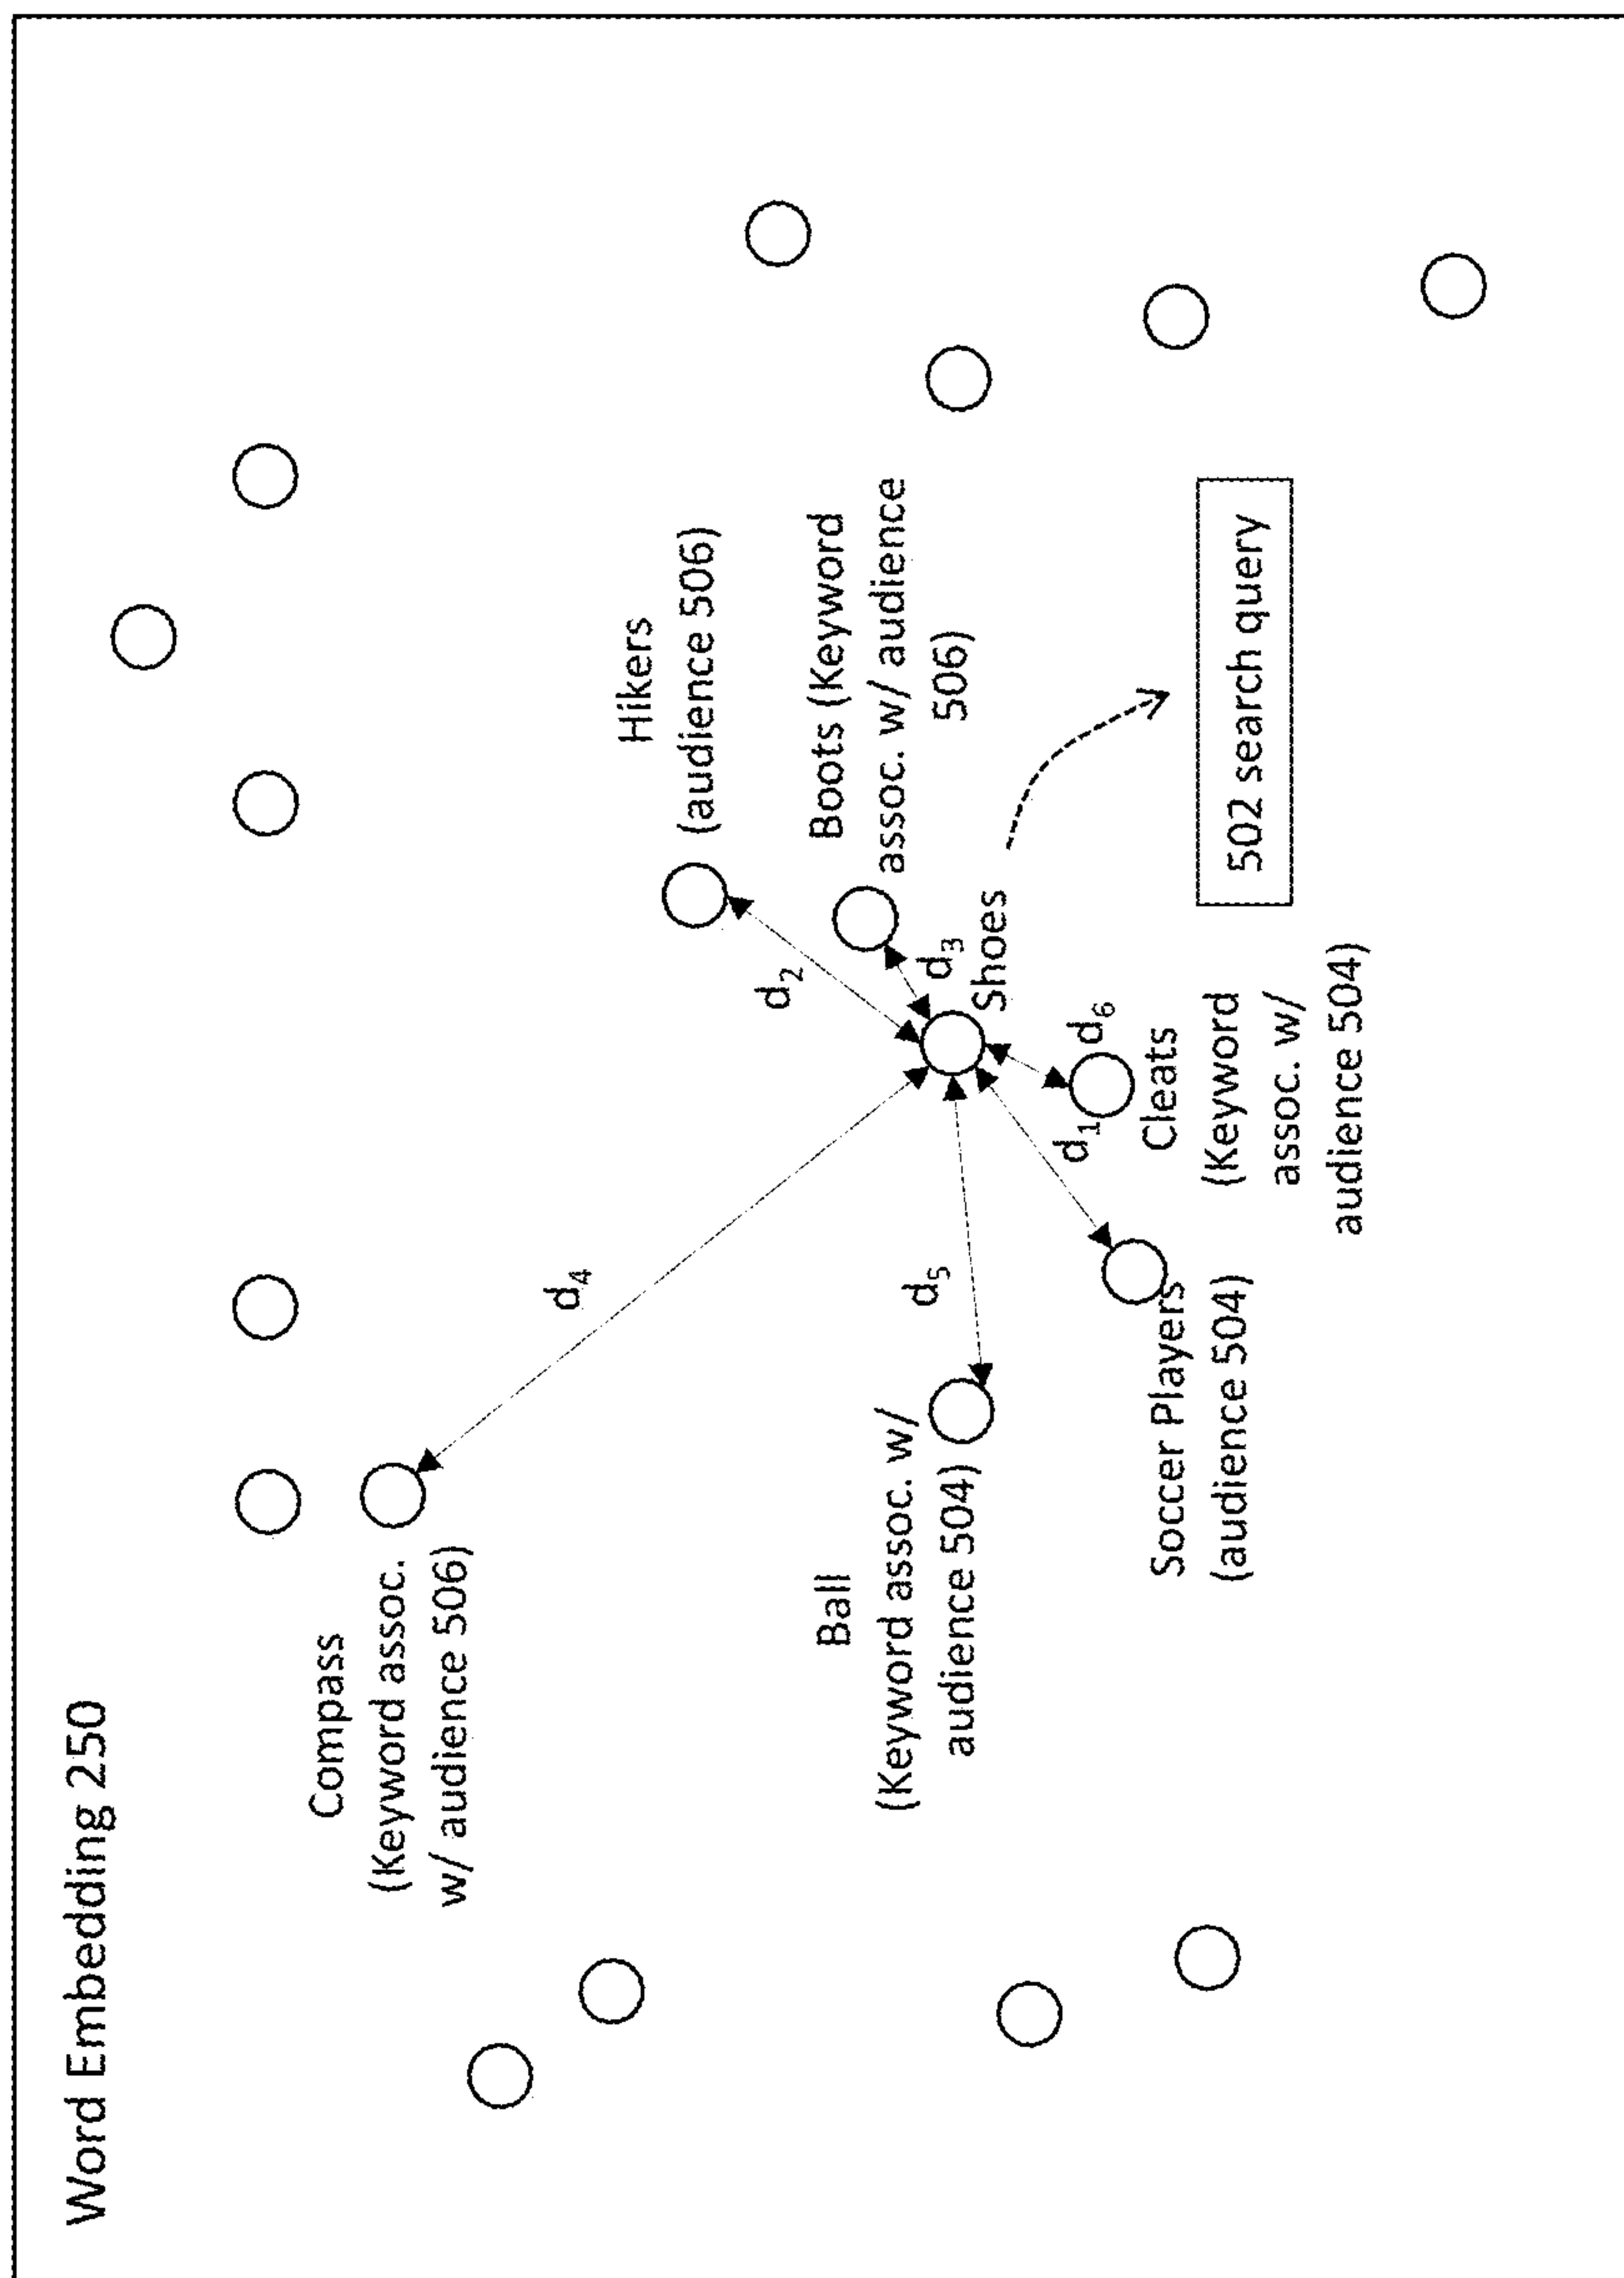 Word Embedding 250
Compass
(Keyword assoc.
w/ audience 506)
d4
Hikers
(audience 506)
d2
Boots (Keyword
assoc. w/ audience
506)
d3
Shoes
Ball
(Keyword assoc. w/
audience 504)
d5
d1
d6
Cleats
(Keyword
assoc. w/
audience 504)
Soccer Players
(audience 504)
502 search query